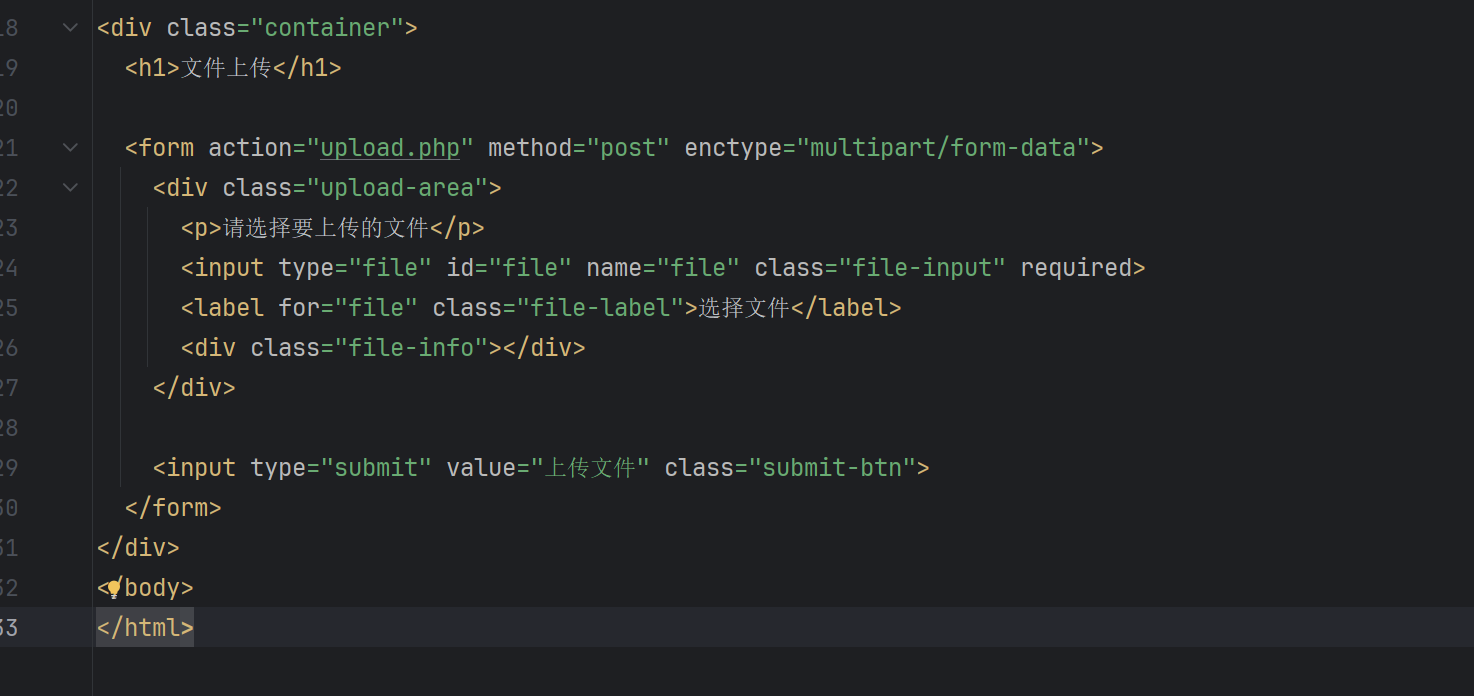 18 <div class="container">
19 <h1>文件上传</h1>
20
21 <form action="upload.php" method="post" enctype="multipart/form-data">
22 <div class="upload-area">
23 <p>请选择要上传的文件</p>
24 <input type="file" id="file" name="file" class="file-input" required>
25 <label for="file" class="file-label">选择文件</label>
26 <div class="file-info"></div>
27 </div>
28
29 <input type="submit" value="上传文件" class="submit-btn">
30 </form>
31 </div>
32 </body>
33 </html>